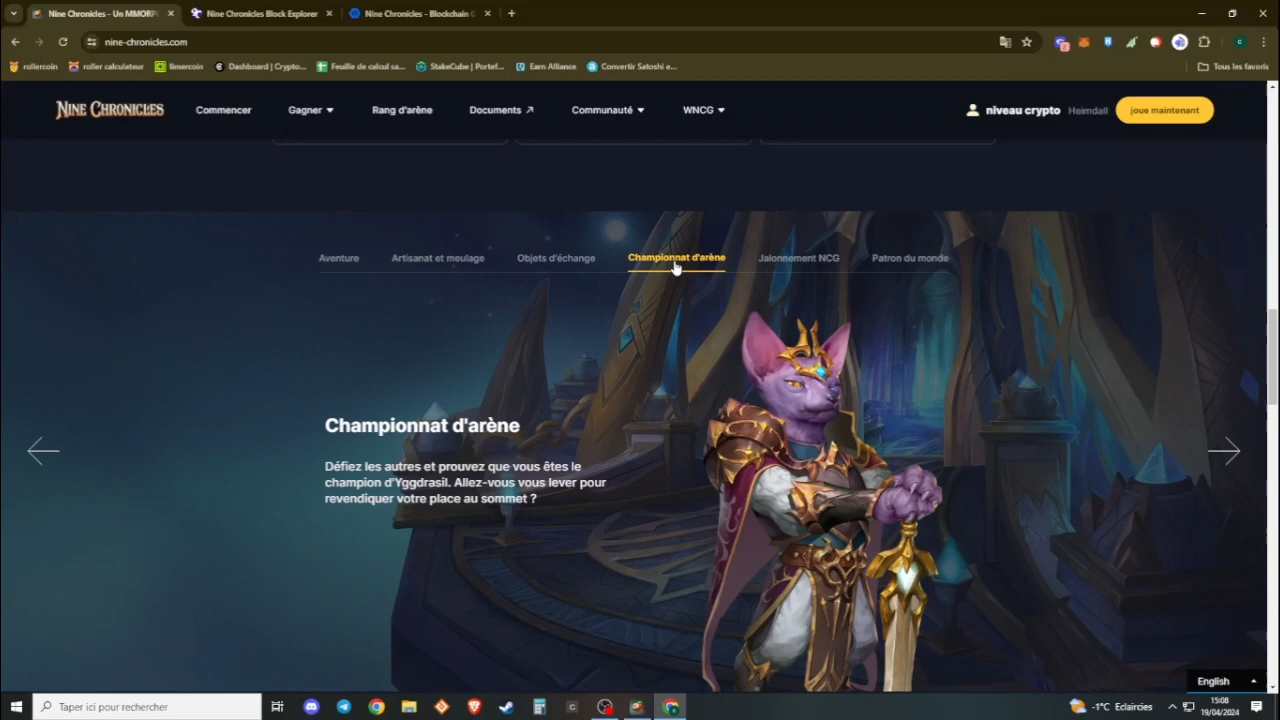 Nine Chronicles - Un MMORP
Nine Chronicles Block Explorer
Nine Chronicles - Blockchain G
nine-chronicles.com
rollercoin
roller calculateur
limercoin
Dashboard | Crypto...
Feuille de calcul sa...
StakeCube | Portef...
Earn Alliance
Convertir Satoshi e...
Tous les favoris
NINE CHRONICLES
Commencer
Gagner
Rang d'arène
Documents
Communauté
WNCG
niveau crypto
Heimdall
joue maintenant
Aventure
Artisanat et meulage
Objets d'échange
Championnat d'arène
Jalonnement NCG
Patron du monde
Championnat d'arène
Défiez les autres et prouvez que vous êtes le
champion d'Yggdrasil. Allez-vous vous lever pour
revendiquer votre place au sommet ?
English
Taper ici pour rechercher
-1°C Eclaircies
15:08
19/04/2024